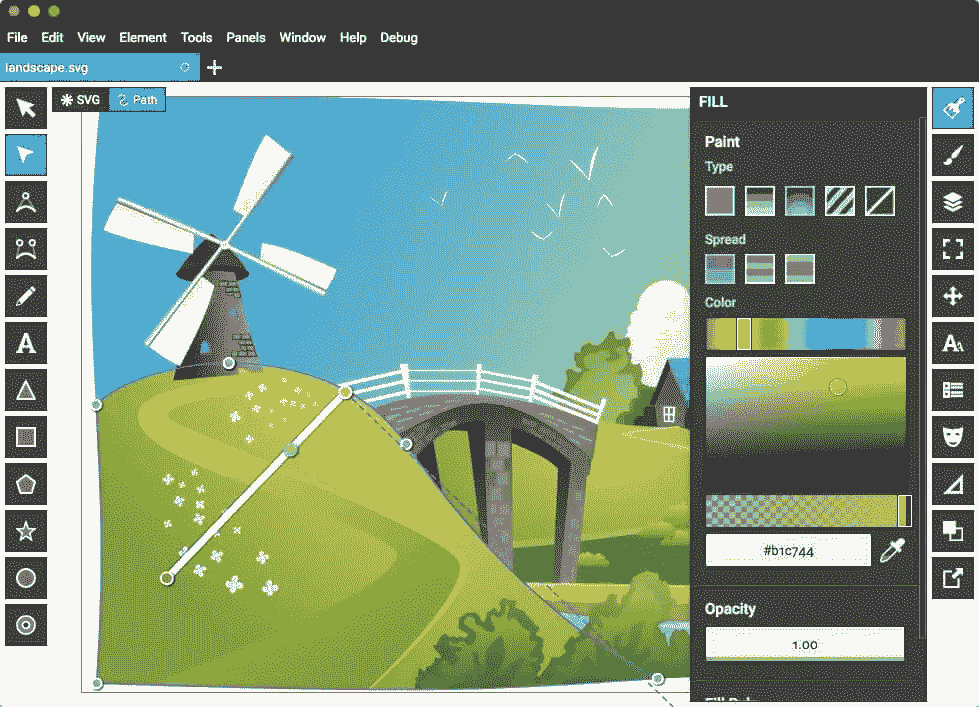 File Edit View Element Tools Panels Window Help Debug
landscape.svg
SVG Path
FILL
Paint
Type
Spread
Color
#b1c744
Opacity
1.00
A
AA